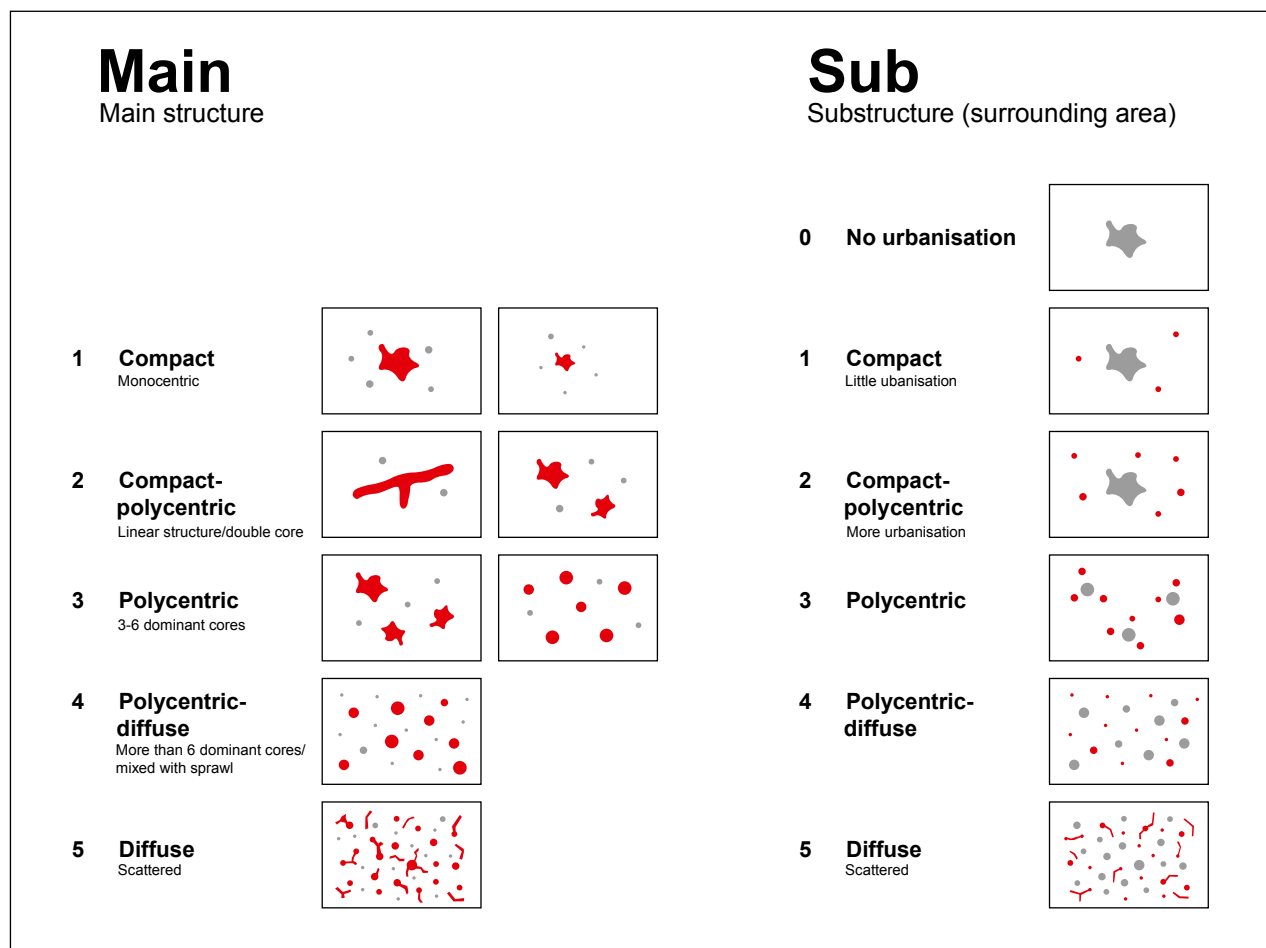 Main
Main structure
1 Compact
Monocentric
2 Compact-
polycentric
Linear structure/double core
3 Polycentric
3-6 dominant cores
4 Polycentric-
diffuse
More than 6 dominant cores/
mixed with sprawl
5 Diffuse
Scattered
Sub
Substructure (surrounding area)
0 No urbanisation
1 Compact
Little ubanisation
2 Compact-
polycentric
More urbanisation
3 Polycentric
4 Polycentric-
diffuse
5 Diffuse
Scattered